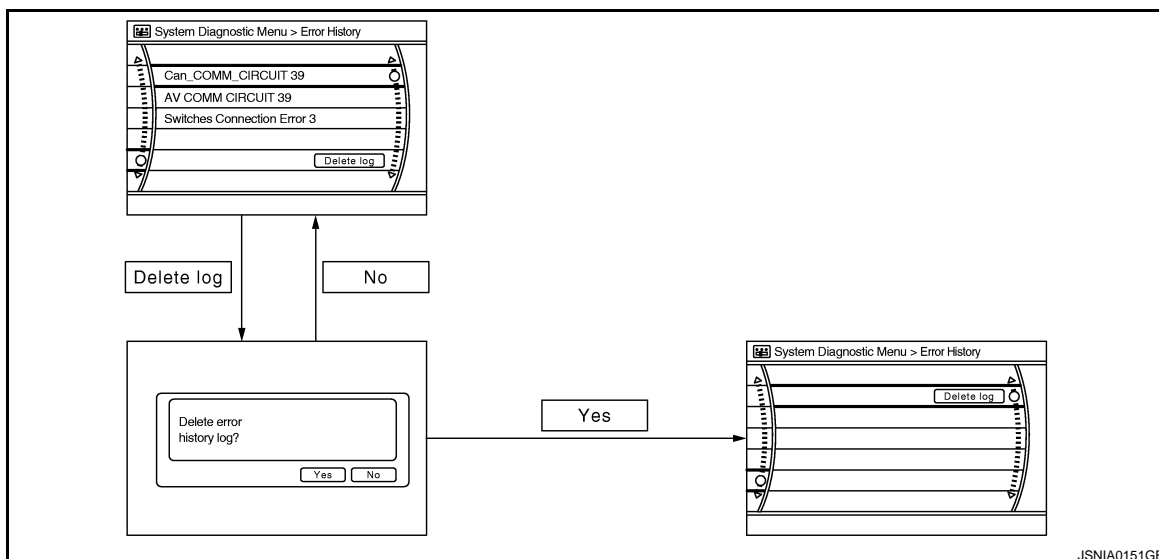 System Diagnostic Menu > Error History
Can_COMM_CIRCUIT 39
AV COMM CIRCUIT 39
Switches Connection Error 3
Delete log
Delete log
No
Delete error
history log?
Yes
No
Yes
System Diagnostic Menu > Error History
Delete log